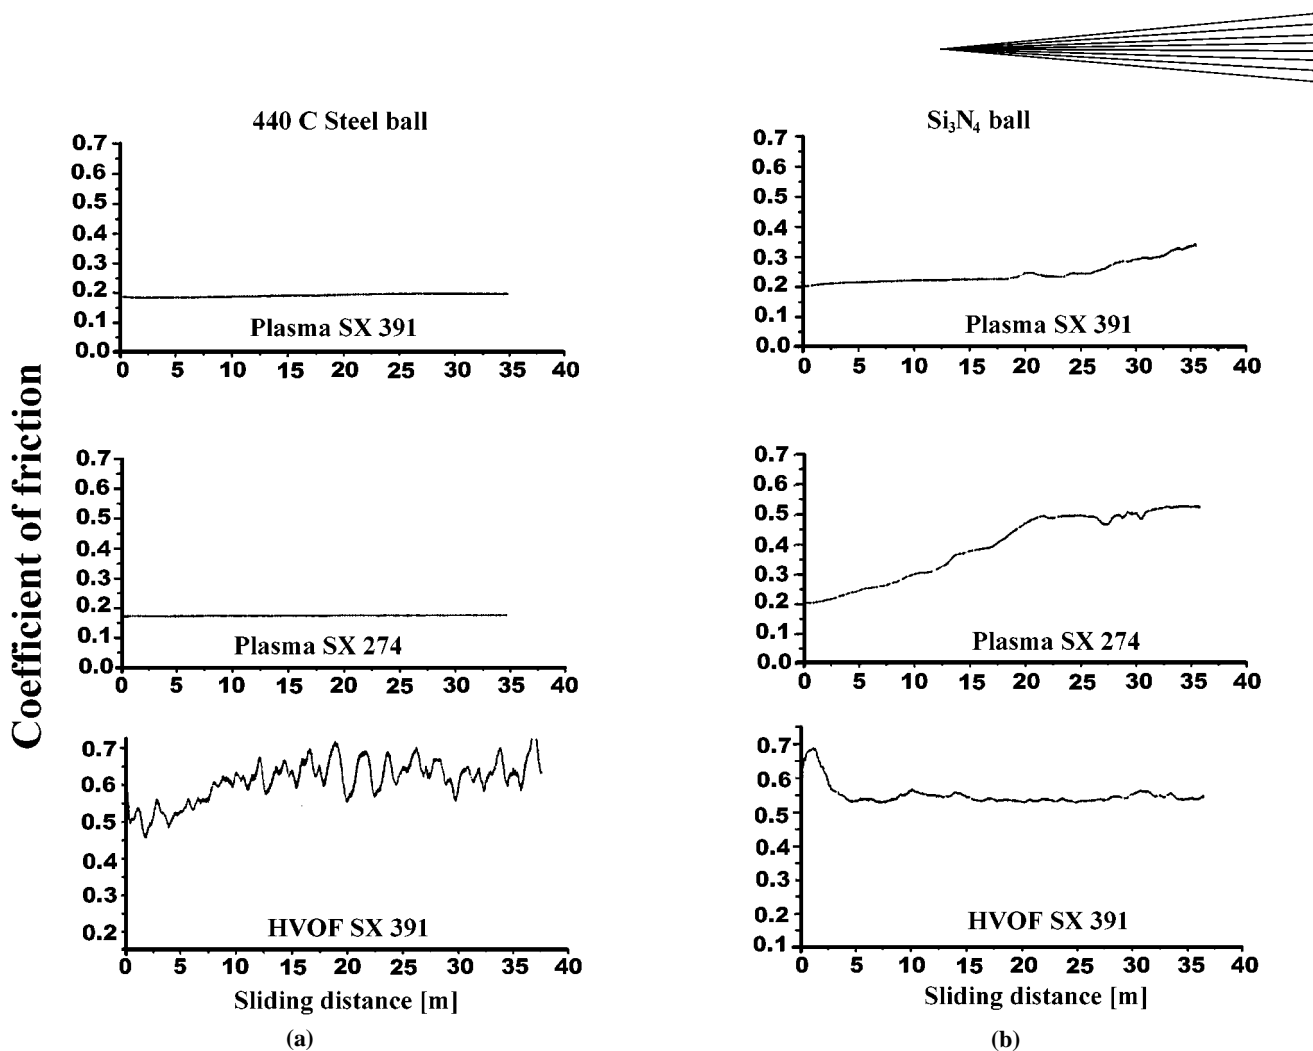 440 C Steel ball
Si₃N₄ ball
Coefficient of friction
0.7
0.6
0.5
0.4
0.3
0.2
0.1
0.0
Plasma SX 391
0 5 10 15 20 25 30 35 40
0.7
0.6
0.5
0.4
0.3
0.2
0.1
0.0
Plasma SX 391
0 5 10 15 20 25 30 35 40
0.7
0.6
0.5
0.4
0.3
0.2
0.1
0.0
Plasma SX 274
0 5 10 15 20 25 30 35 40
0.7
0.6
0.5
0.4
0.3
0.2
0.1
0.0
Plasma SX 274
0 5 10 15 20 25 30 35 40
0.7
0.6
0.5
0.4
0.3
0.2
HVOF SX 391
0 5 10 15 20 25 30 35 40
Sliding distance [m]
(a)
0.7
0.6
0.5
0.4
0.3
0.2
0.1
HVOF SX 391
0 5 10 15 20 25 30 35 40
Sliding distance [m]
(b)